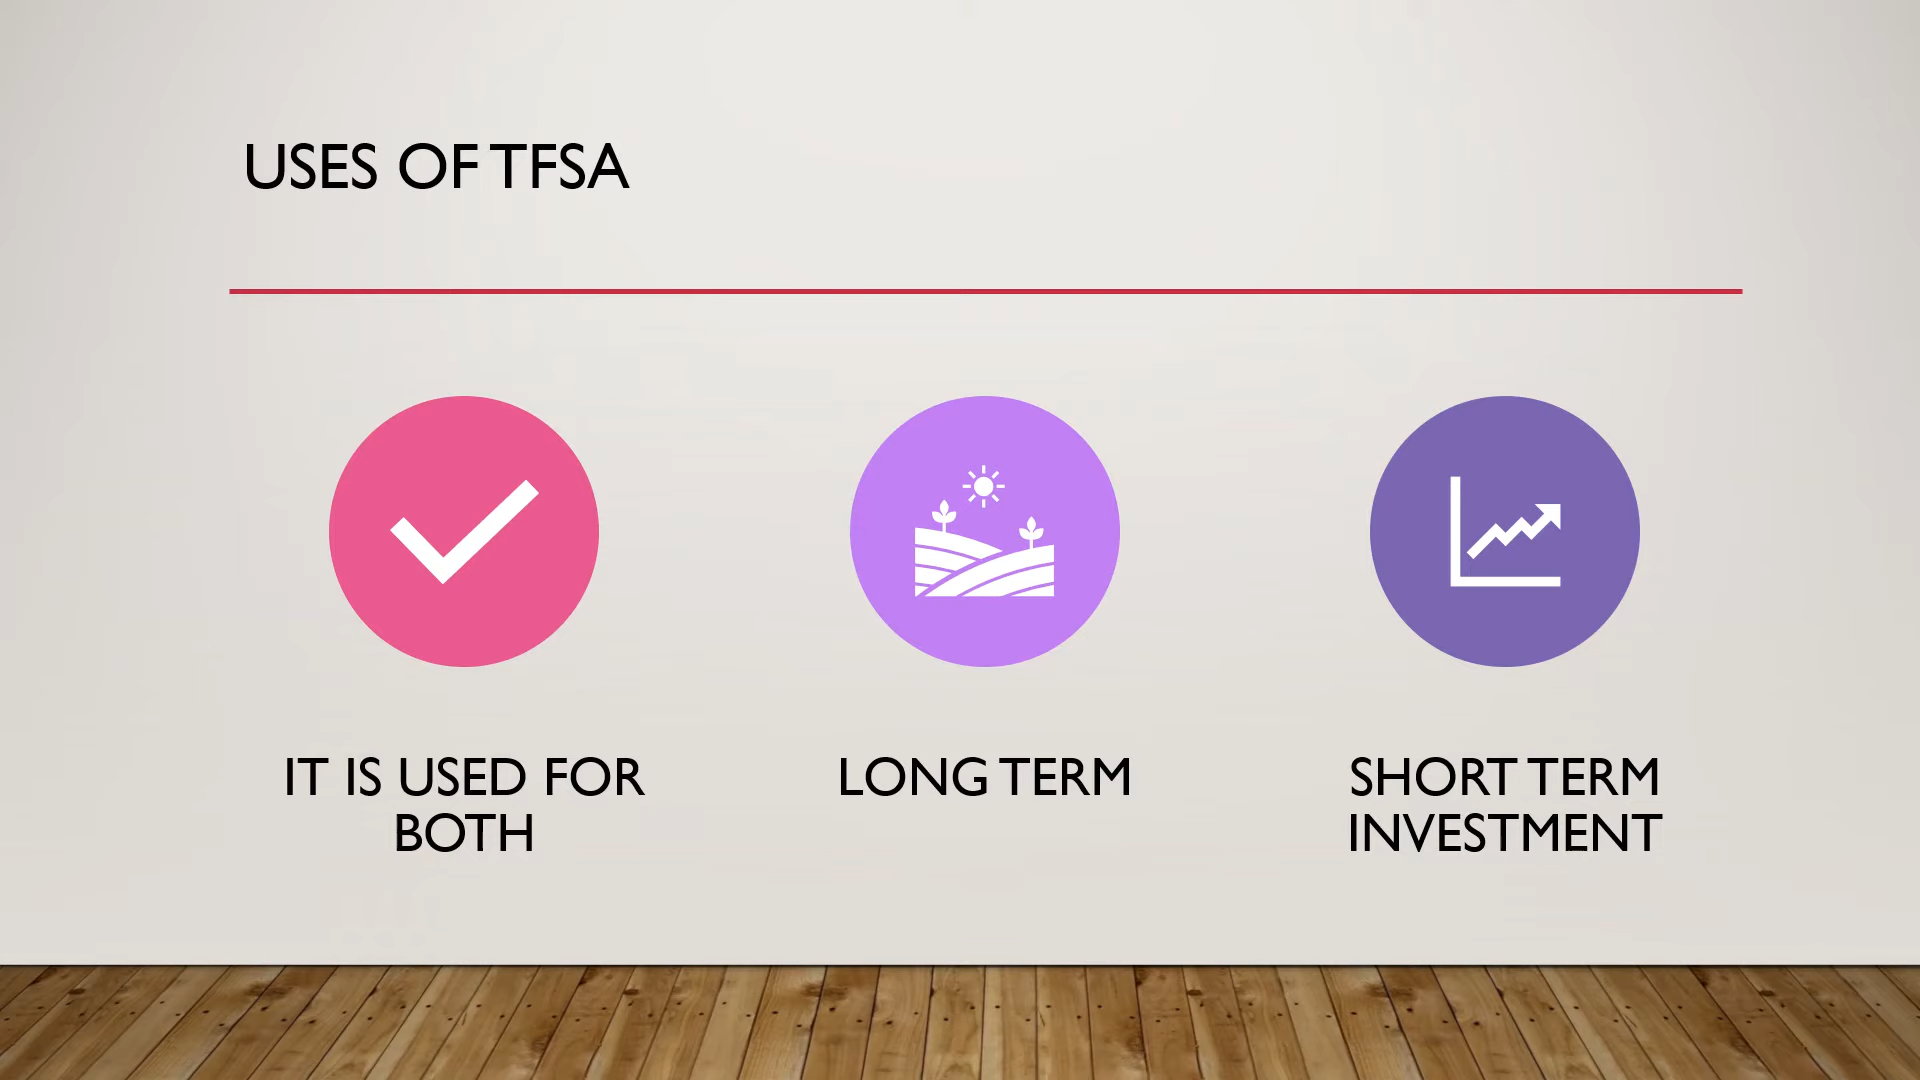 USES OF TFSA
IT IS USED FOR
BOTH
LONG TERM
SHORT TERM
INVESTMENT